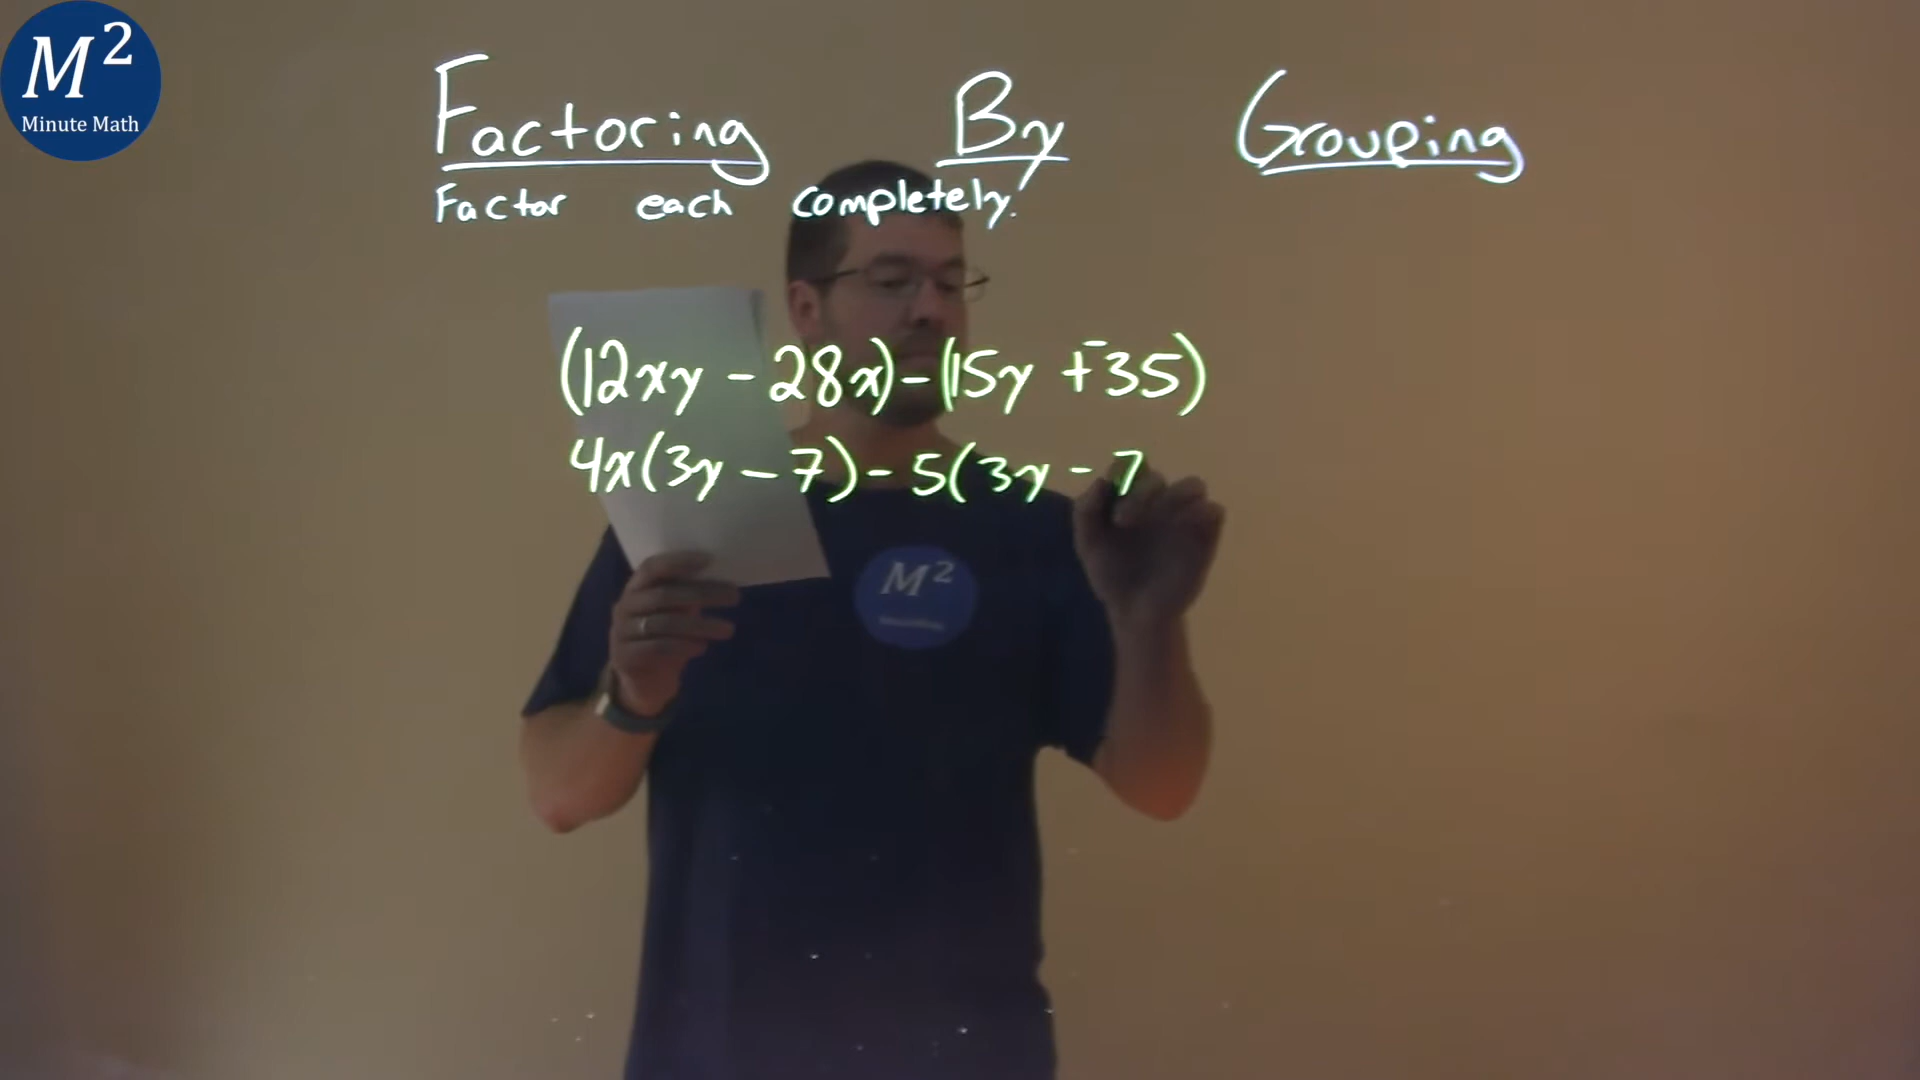 M²
Minute Math
Factoring By Grouping
Factor each completely.
(12xy - 28x) - (15y +-35)
4x(3y - 7) - 5(3y - 7
M²